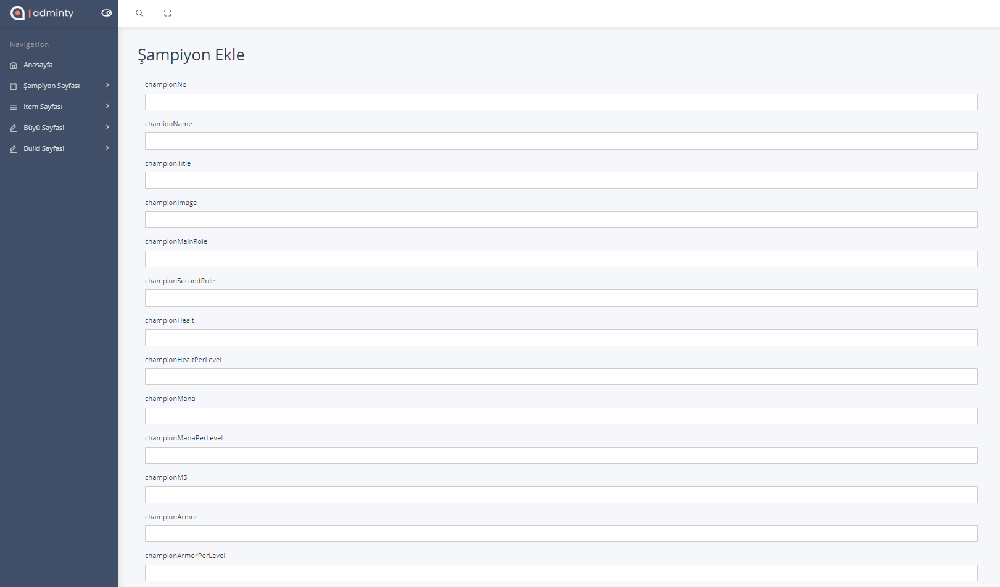 adminty
Navigation
Anasayfa
Şampiyon Sayfası
İtem Sayfası
Büyü Sayfasi
Build Sayfasi
Şampiyon Ekle
championNo
chamionName
championTitle
championImage
championMainRole
championSecondRole
championHealt
championHealtPerLevel
championMana
championManaPerLevel
championMS
championArmor
championArmorPerLevel